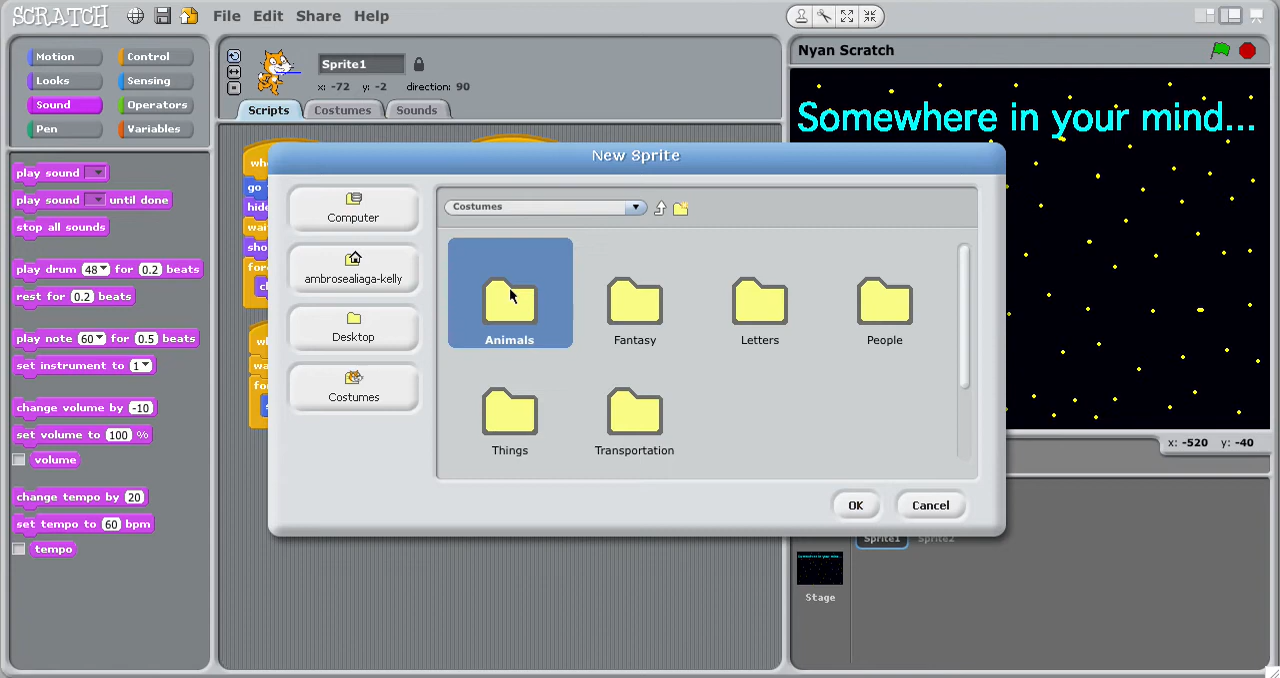 SCRATCH File Edit Share Help
Motion Control
Looks Sensing
Sound Operators
Pen Variables
play sound
play sound until done
stop all sounds
play drum 48 for 0.2 beats
rest for 0.2 beats
play note 60 for 0.5 beats
set instrument to 1
change volume by -10
set volume to 100 %
volume
change tempo by 20
set tempo to 60 bpm
tempo
Sprite1
x: -72 y: -2 direction: 90
Scripts Costumes Sounds
New Sprite
Computer
ambrosealiaga-kelly
Desktop
Costumes
Costumes
Animals Fantasy Letters People
Things Transportation
OK Cancel
Nyan Scratch
Somewhere in your mind...
x: -520 y: -40
Sprite1 Sprite2
Stage